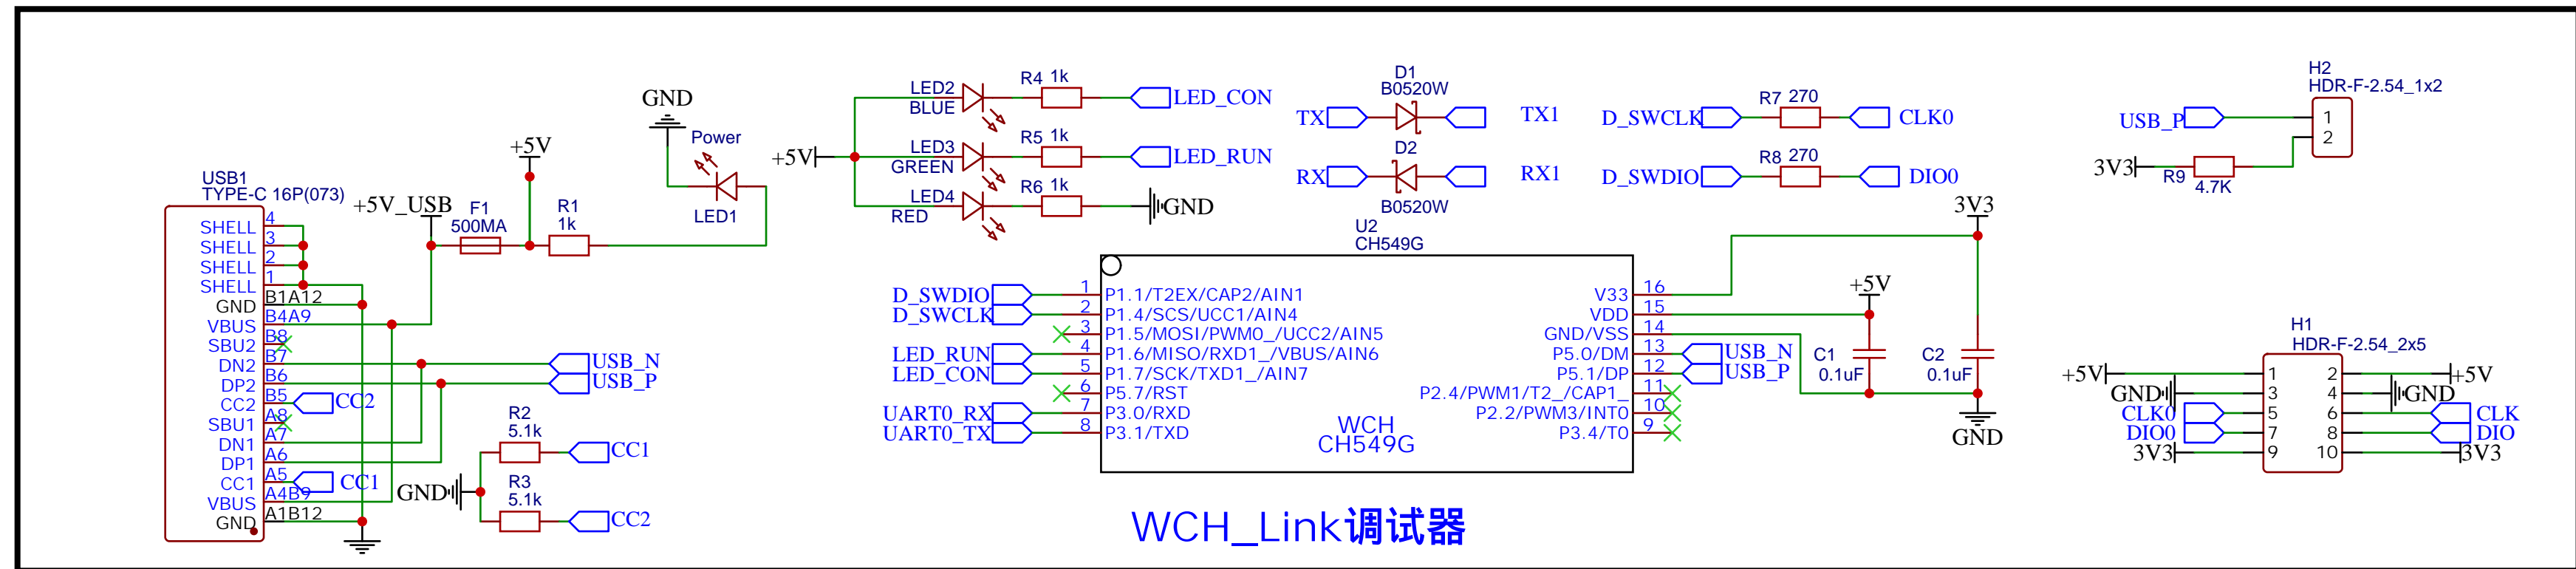 USB1
TYPE-C 16P(073)
SHELL 4
SHELL 3
SHELL 2
SHELL 1
GND B1A12
VBUS B4A9
SBU2 B8
DN2 B7
DP2 B6
CC2 B5
SBU1 A8
DN1 A7
DP1 A6
CC1 A5
VBUS A4B9
GND A1B12
USB_N
USB_P
CC2
CC1
+5V_USB
F1
500MA
+5V
R1
1k
GND
Power
LED1
R2
5.1k
CC1
GND
R3
5.1k
CC2
+5V
LED2
BLUE
R4 1k
LED_CON
LED3
GREEN
R5 1k
LED_RUN
LED4
RED
R6 1k
GND
D1
B0520W
TX
TX1
D2
RX
RX1
B0520W
D_SWCLK
R7 270
CLK0
D_SWDIO
R8 270
DIO0
U2
CH549G
D_SWDIO 1 P1.1/T2EX/CAP2/AIN1
D_SWCLK 2 P1.4/SCS/UCC1/AIN4
3 P1.5/MOSI/PWM0_/UCC2/AIN5
LED_RUN 4 P1.6/MISO/RXD1_/VBUS/AIN6
LED_CON 5 P1.7/SCK/TXD1_/AIN7
6 P5.7/RST
UART0_RX 7 P3.0/RXD
UART0_TX 8 P3.1/TXD
V33 16
VDD 15
GND/VSS 14
P5.0/DM 13 USB_N
P5.1/DP 12 USB_P
P2.4/PWM1/T2_/CAP1_ 11
P2.2/PWM3/INT0 10
P3.4/T0 9
WCH
CH549G
3V3
+5V
C1
0.1uF
C2
0.1uF
GND
H2
HDR-F-2.54_1x2
USB_P
1
2
3V3
R9 4.7K
H1
HDR-F-2.54_2x5
+5V 1 2 +5V
GND 3 4 GND
CLK0 5 6 CLK
DIO0 7 8 DIO
3V3 9 10 3V3
WCH_Link调试器